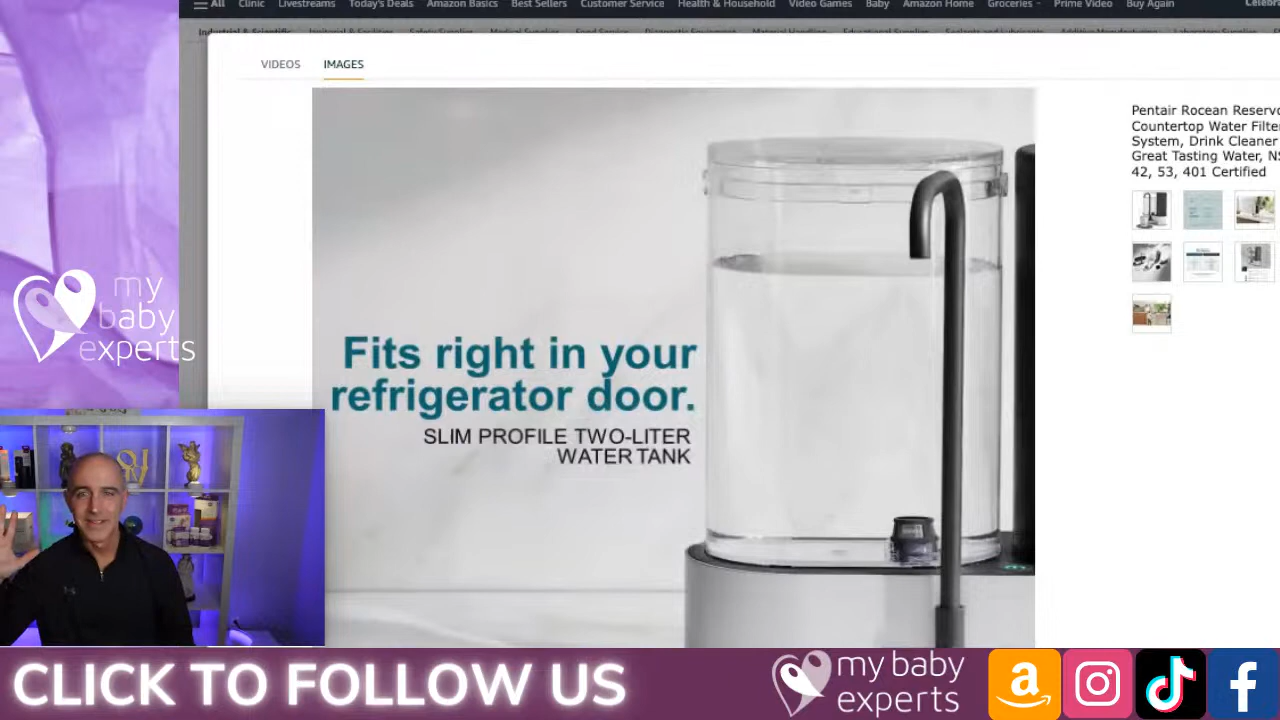 All Clinic Livestreams Today's Deals Amazon Basics Best Sellers Customer Service Health & Household Video Games Baby Amazon Home Groceries Prime Video Buy Again
VIDEOS IMAGES
Pentair Rocean
Countertop Water
System, Drink Cleaner
Great Tasting Water,
42, 53, 401 Certified
Fits right in your
refrigerator door.
SLIM PROFILE TWO-LITER
WATER TANK
my
baby
experts
CLICK TO FOLLOW US
my baby
experts